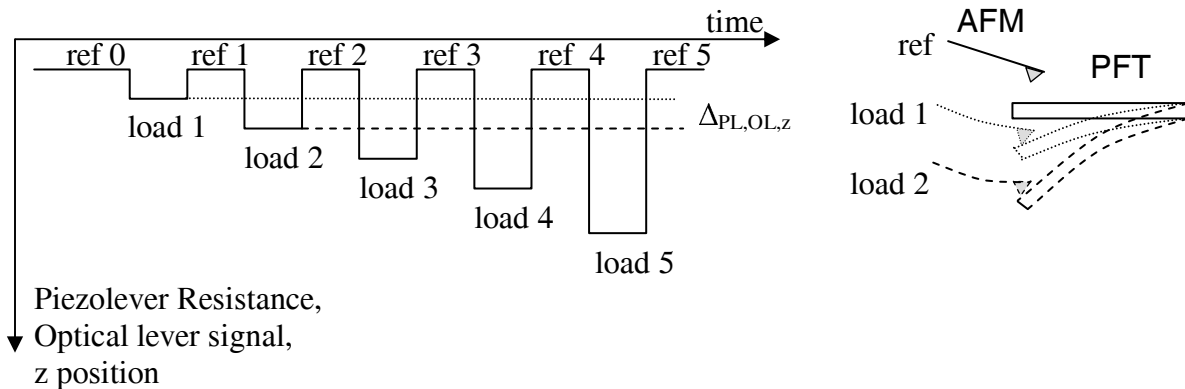 time
ref 0 ref 1 ref 2 ref 3 ref 4 ref 5
load 1
load 2
load 3
load 4
load 5
Δ_PL,OL,z
Piezolever Resistance,
Optical lever signal,
z position
AFM
ref
PFT
load 1
load 2